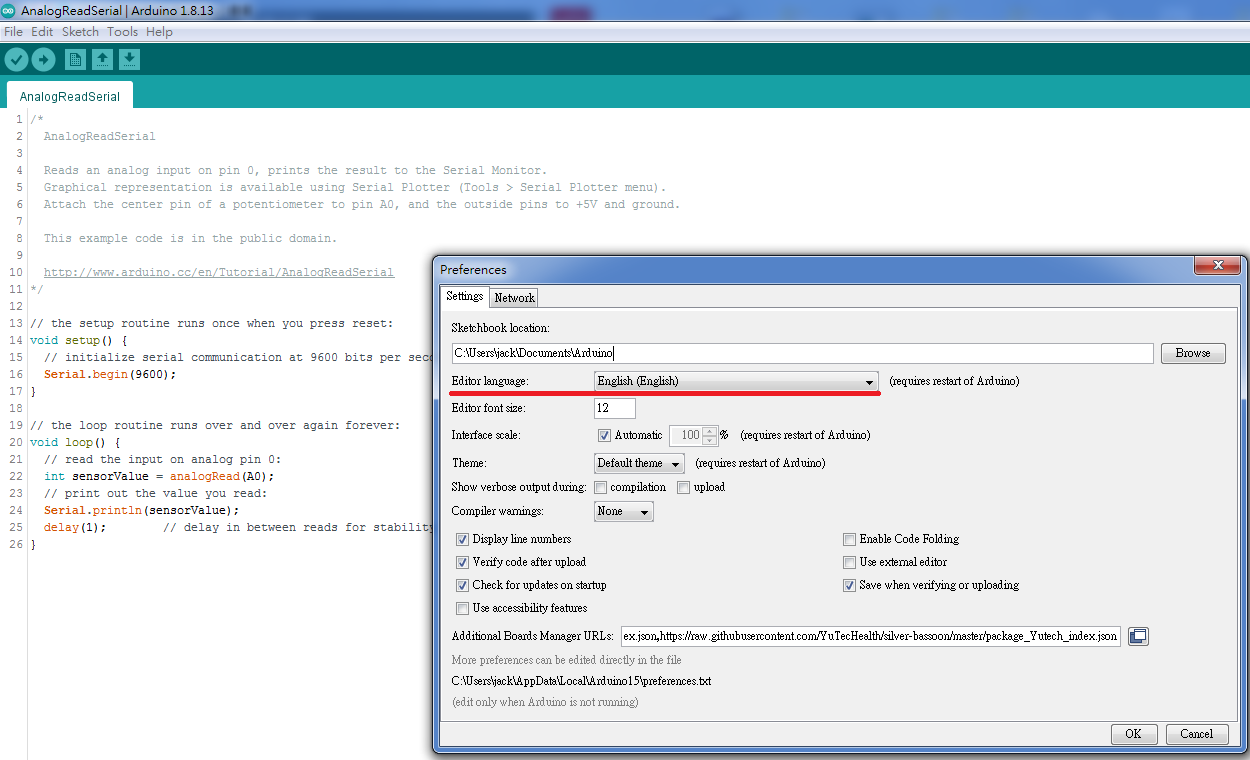 AnalogReadSerial | Arduino 1.8.13
File Edit Sketch Tools Help
AnalogReadSerial
1 /*
2 AnalogReadSerial
3
4 Reads an analog input on pin 0, prints the result to the Serial Monitor.
5 Graphical representation is available using Serial Plotter (Tools > Serial Plotter menu).
6 Attach the center pin of a potentiometer to pin A0, and the outside pins to +5V and ground.
7
8 This example code is in the public domain.
9
10 http://www.arduino.cc/en/Tutorial/AnalogReadSerial
11 */
12
13 // the setup routine runs once when you press reset:
14 void setup() {
15 // initialize serial communication at 9600 bits per seco
16 Serial.begin(9600);
17 }
18
19 // the loop routine runs over and over again forever:
20 void loop() {
21 // read the input on analog pin 0:
22 int sensorValue = analogRead(A0);
23 // print out the value you read:
24 Serial.println(sensorValue);
25 delay(1); // delay in between reads for stability
26 }
Preferences
Settings Network
Sketchbook location:
C:\Users\jack\Documents\Arduino
Browse
Editor language: English (English) (requires restart of Arduino)
Editor font size: 12
Interface scale: Automatic 100 % (requires restart of Arduino)
Theme: Default theme (requires restart of Arduino)
Show verbose output during: compilation upload
Compiler warnings: None
Display line numbers Enable Code Folding
Verify code after upload Use external editor
Check for updates on startup Save when verifying or uploading
Use accessibility features
Additional Boards Manager URLs: ex.json,https://raw.githubusercontent.com/YuTecHealth/silver-bassoon/master/package_Yutech_index.json
More preferences can be edited directly in the file
C:\Users\jack\AppData\Local\Arduino15\preferences.txt
(edit only when Arduino is not running)
OK Cancel